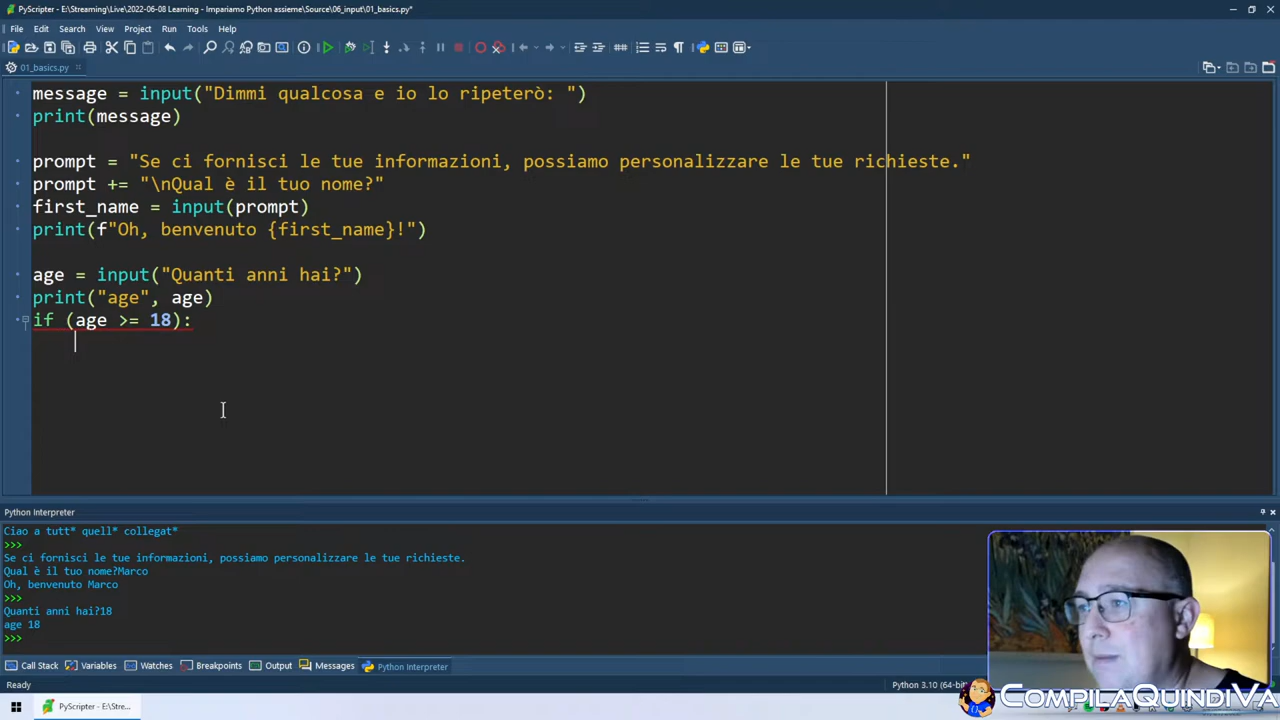 PyScripter - E:\Streaming\Live\2022-06-08 Learning - Impariamo Python assieme\Source\06_input\01_basics.py*
File Edit Search View Project Run Tools Help
01_basics.py
message = input("Dimmi qualcosa e io lo ripeterò: ")
print(message)
prompt = "Se ci fornisci le tue informazioni, possiamo personalizzare le tue richieste."
prompt += "\nQual è il tuo nome?"
first_name = input(prompt)
print(f"Oh, benvenuto {first_name}!")
age = input("Quanti anni hai?")
print("age", age)
if (age >= 18):
Python Interpreter
Ciao a tutt* quell* collegat*
>>>
Se ci fornisci le tue informazioni, possiamo personalizzare le tue richieste.
Qual è il tuo nome?Marco
Oh, benvenuto Marco
>>>
Quanti anni hai?18
age 18
>>>
Call Stack Variables Watches Breakpoints Output Messages Python Interpreter
Ready Python 3.10 (64-bit)
PyScripter - E:\Stre...
CompilaQuindiVa